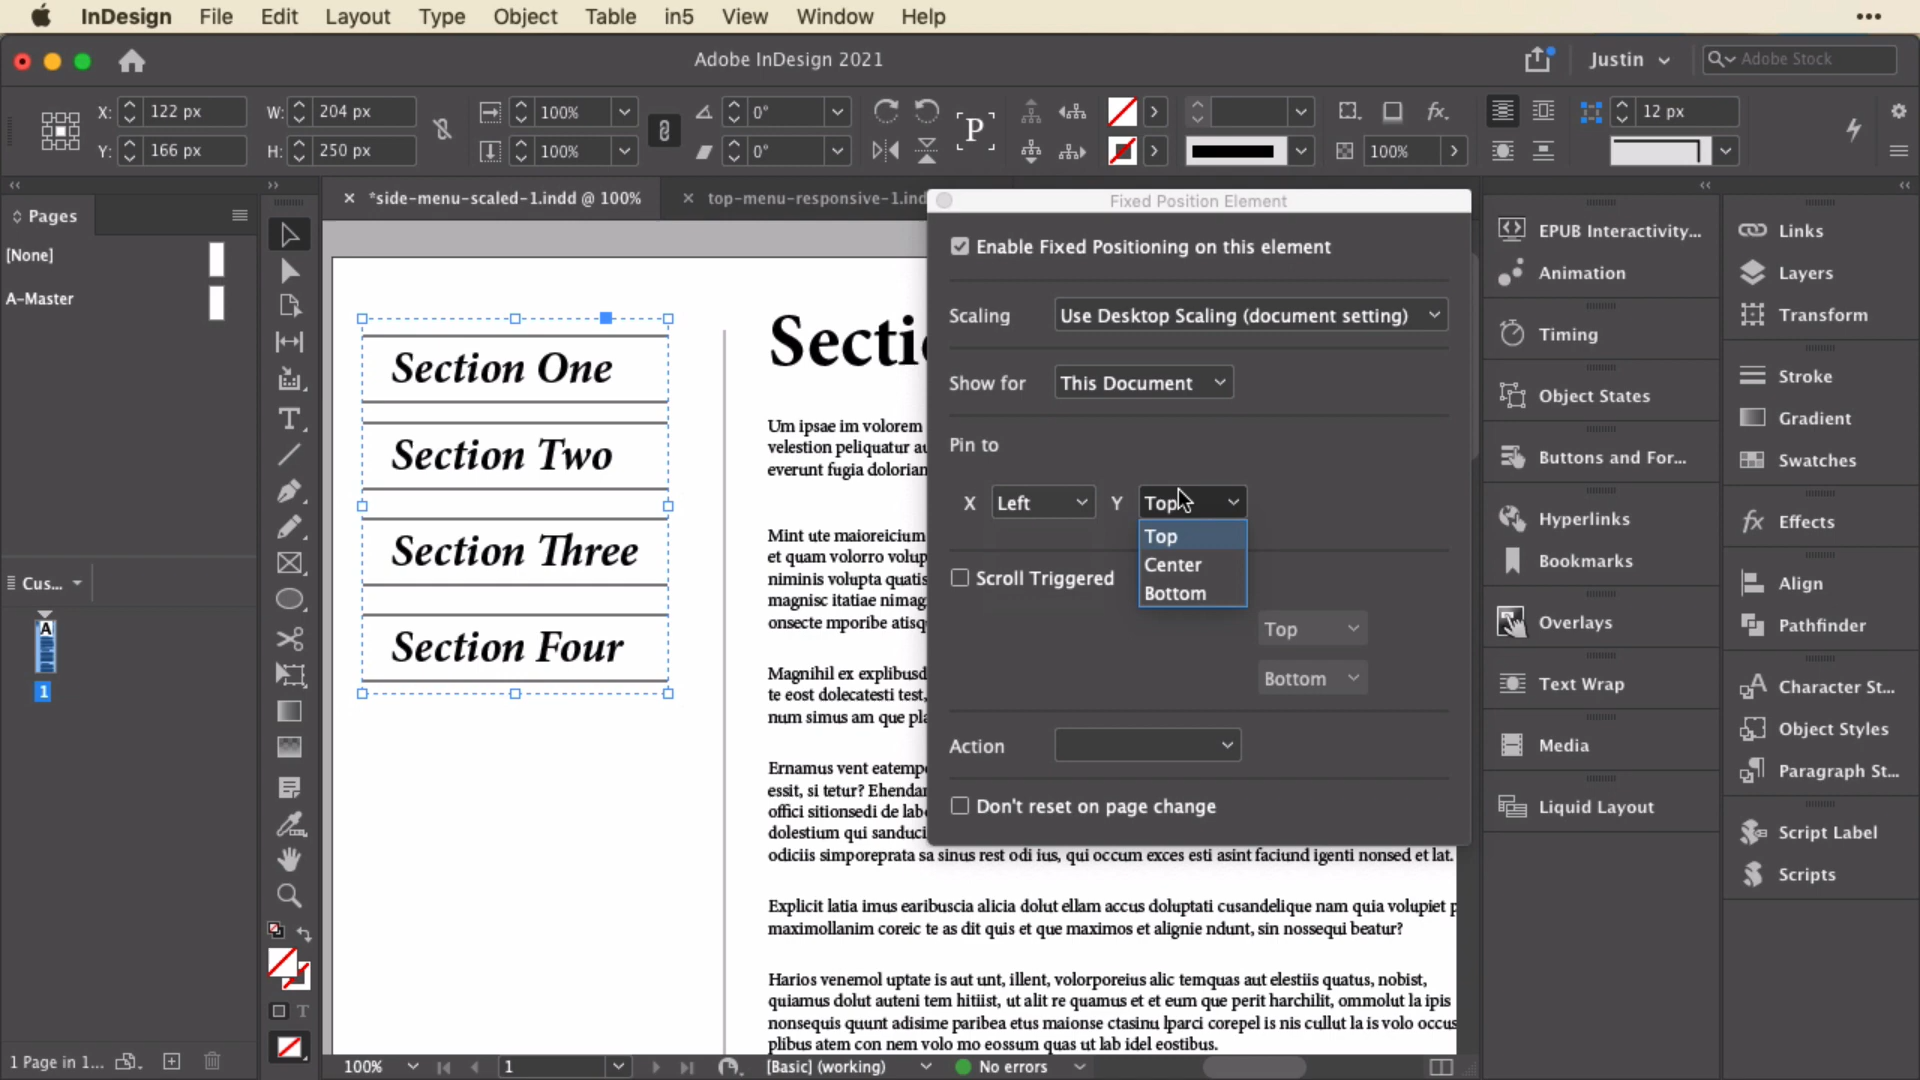 InDesign File Edit Layout Type Object Table in5 View Window Help
Adobe InDesign 2021
Justin
Adobe Stock
X: 122 px W: 204 px 100% 0° P fx. 12 px
Y: 166 px H: 250 px 100% 0° 100%
Pages
[None]
A-Master
Cus...
A
1
1 Page in 1...
*side-menu-scaled-1.indd @ 100%
top-menu-responsive-1.ind
Section One
Section Two
Section Three
Section Four
Secti
Um ipsae im volorem
velestion peliquatur au
everunt fugia dolorian
Mint ute maioreicium
et quam volorro volup
niminis volupta quatis
magnisc itatiae nimag
onsecte mporibe atisq
Magnihil ex explibusd
te eost dolecatesti test,
num simus am que pla
Ernamus vent eatempo
essit, si tetur? Ehendar
offici sitionsedi de labo
dolestium qui sanduci
odiciis simporeprata sa sinus rest odi ius, qui occum exces esti asint faciund igenti nonsed et lat.
Explicit latia imus earibuscia alicia dolut ellam accus doluptati cusandelique nam quia volupiet p
maximollanim coreic te as dit quis et que maximos et alignie ndunt, sin nossequi beatur?
Harios venemol uptate is aut unt, illent, volorporeius alic temquas aut elestiis quatus, nobist,
quiamus dolut auteni tem hitiist, ut alit re quamus et et eum que perit harchilit, ommolut la ipis
nonsequis quunt adisime paribea etus maionse ctasinu lparci corepel is nis cullut la is volo occus
plibus atem con nem volo mo eossum quas ut lab idel eostibus.
Fixed Position Element
Enable Fixed Positioning on this element
Scaling Use Desktop Scaling (document setting)
Show for This Document
Pin to
X Left Y Top
Top
Center
Bottom
Scroll Triggered
Top
Bottom
Action
Don't reset on page change
EPUB Interactivity...
Animation
Timing
Object States
Buttons and For...
Hyperlinks
Bookmarks
Overlays
Text Wrap
Media
Liquid Layout
Links
Layers
Transform
Stroke
Gradient
Swatches
fx Effects
Align
Pathfinder
Character St...
Object Styles
Paragraph St...
Script Label
Scripts
100% 1 [Basic] (working) No errors